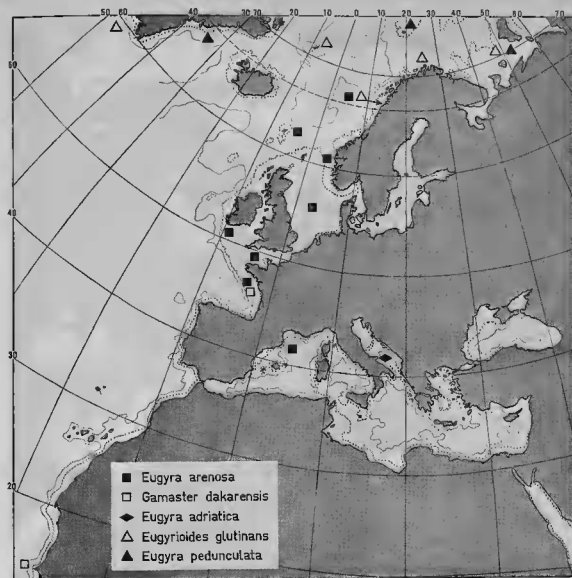 50 60 40 30 20 10 0 10 20 30 40 50 60 70
50
40
30
20
Eugyra arenosa
Gamaster dakarensis
Eugyra adriatica
Eugyrioides glutinans
Eugyra pedunculata